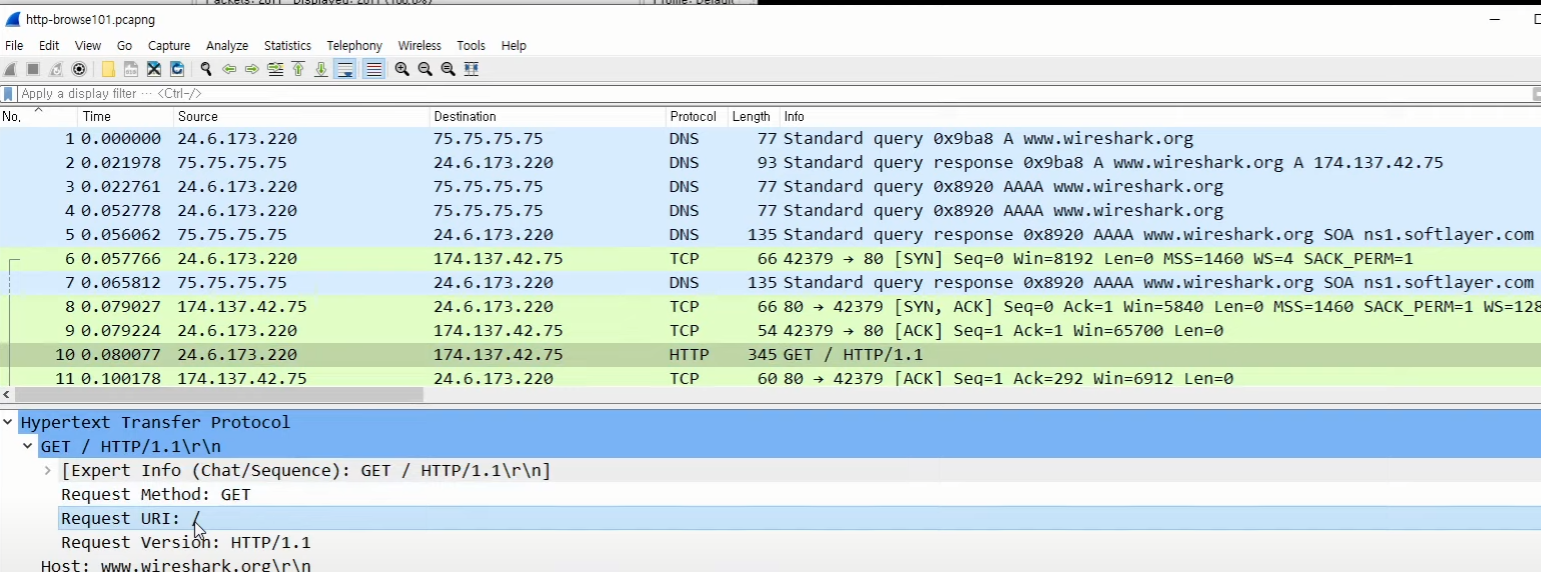 Packets: 2011 Displayed: 2011 (100.0%) Profile: Default
http-browse101.pcapng
File Edit View Go Capture Analyze Statistics Telephony Wireless Tools Help
Apply a display filter ... <Ctrl-/>
No. Time Source Destination Protocol Length Info
1 0.000000 24.6.173.220 75.75.75.75 DNS 77 Standard query 0x9ba8 A www.wireshark.org
2 0.021978 75.75.75.75 24.6.173.220 DNS 93 Standard query response 0x9ba8 A www.wireshark.org A 174.137.42.75
3 0.022761 24.6.173.220 75.75.75.75 DNS 77 Standard query 0x8920 AAAA www.wireshark.org
4 0.052778 24.6.173.220 75.75.75.75 DNS 77 Standard query 0x8920 AAAA www.wireshark.org
5 0.056062 75.75.75.75 24.6.173.220 DNS 135 Standard query response 0x8920 AAAA www.wireshark.org SOA ns1.softlayer.com
6 0.057766 24.6.173.220 174.137.42.75 TCP 66 42379 → 80 [SYN] Seq=0 Win=8192 Len=0 MSS=1460 WS=4 SACK_PERM=1
7 0.065812 75.75.75.75 24.6.173.220 DNS 135 Standard query response 0x8920 AAAA www.wireshark.org SOA ns1.softlayer.com
8 0.079027 174.137.42.75 24.6.173.220 TCP 66 80 → 42379 [SYN, ACK] Seq=0 Ack=1 Win=5840 Len=0 MSS=1460 SACK_PERM=1 WS=128
9 0.079224 24.6.173.220 174.137.42.75 TCP 54 42379 → 80 [ACK] Seq=1 Ack=1 Win=65700 Len=0
10 0.080077 24.6.173.220 174.137.42.75 HTTP 345 GET / HTTP/1.1
11 0.100178 174.137.42.75 24.6.173.220 TCP 60 80 → 42379 [ACK] Seq=1 Ack=292 Win=6912 Len=0
Hypertext Transfer Protocol
GET / HTTP/1.1\r\n
[Expert Info (Chat/Sequence): GET / HTTP/1.1\r\n]
Request Method: GET
Request URI: /
Request Version: HTTP/1.1
Host: www.wireshark.org\r\n